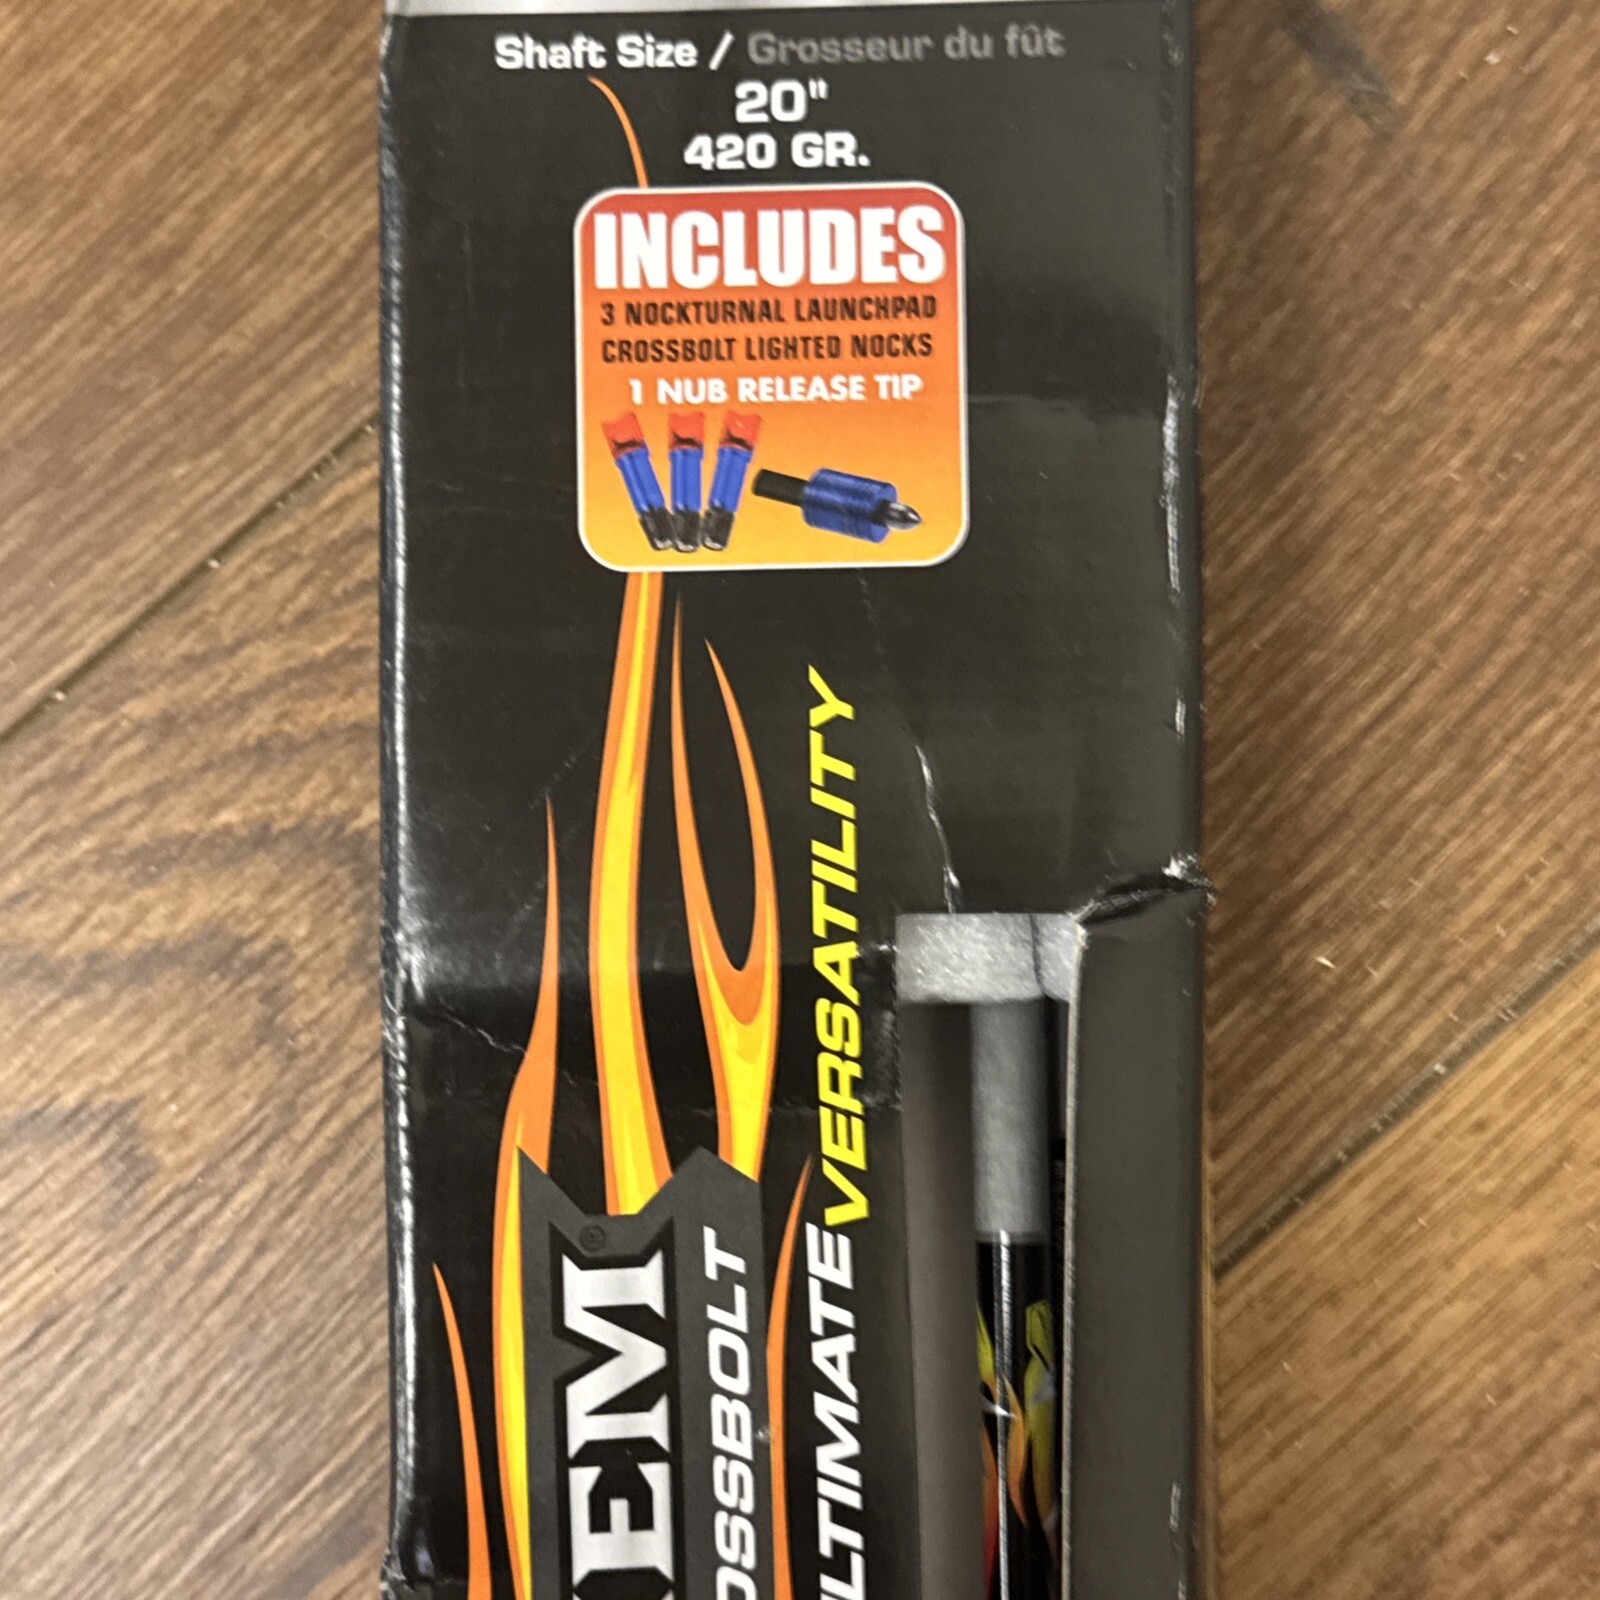 Shaft Size / Grosseur du fût
20"
420 GR.
INCLUDES
3 NOCKTURNAL LAUNCHPAD
CROSSBOLT LIGHTED NOCKS
1 NUB RELEASE TIP
VERSATILITY